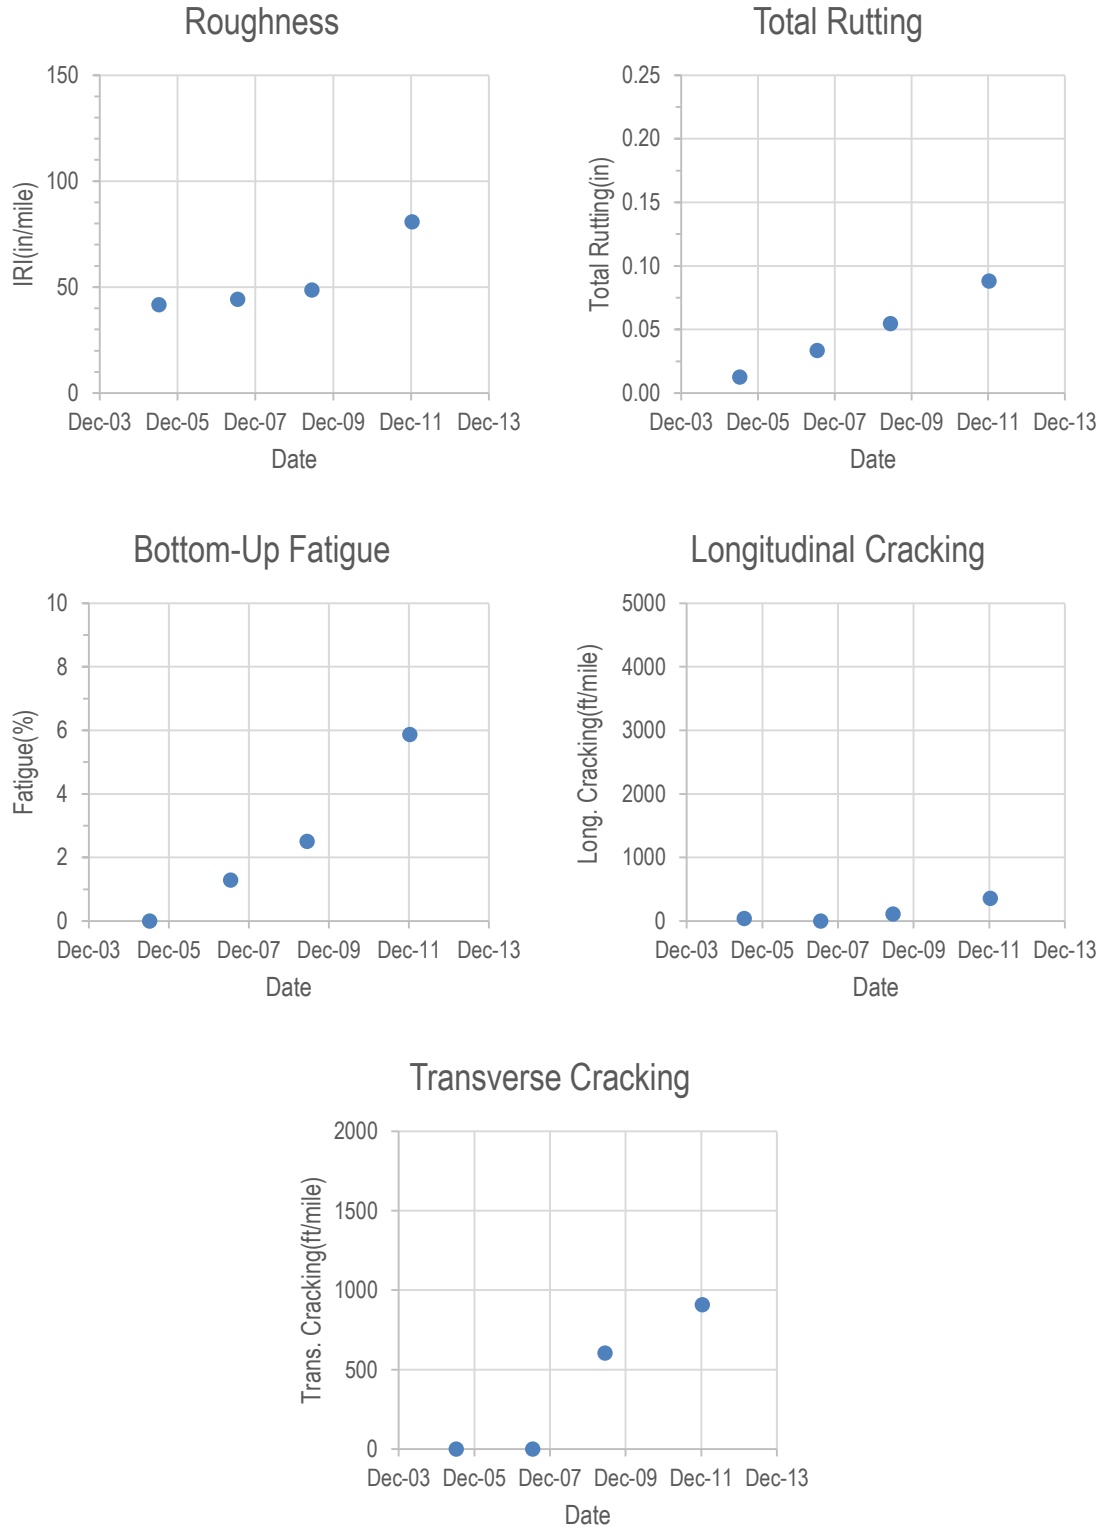 Roughness
150
100
50
0
IRI(in/mile)
Dec-03 Dec-05 Dec-07 Dec-09 Dec-11 Dec-13
Date
Total Rutting
0.25
0.20
0.15
0.10
0.05
0.00
Total Rutting(in)
Dec-03 Dec-05 Dec-07 Dec-09 Dec-11 Dec-13
Date
Bottom-Up Fatigue
10
8
6
4
2
0
Fatigue(%)
Dec-03 Dec-05 Dec-07 Dec-09 Dec-11 Dec-13
Date
Longitudinal Cracking
5000
4000
3000
2000
1000
0
Long. Cracking(ft/mile)
Dec-03 Dec-05 Dec-07 Dec-09 Dec-11 Dec-13
Date
Transverse Cracking
2000
1500
1000
500
0
Trans. Cracking(ft/mile)
Dec-03 Dec-05 Dec-07 Dec-09 Dec-11 Dec-13
Date